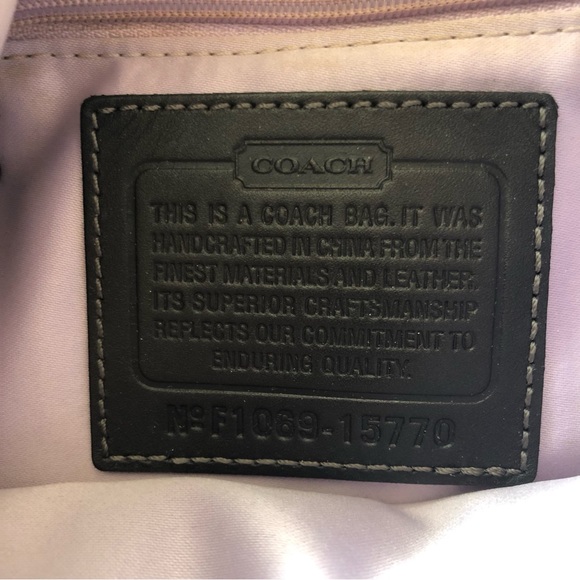 COACH
THIS IS A COACH BAG. IT WAS
HANDCRAFTED IN CHINA FROM THE
FINEST MATERIALS AND LEATHER.
ITS SUPERIOR CRAFTSMANSHIP
REFLECTS OUR COMMITMENT TO
ENDURING QUALITY.
Nº F1069-15770